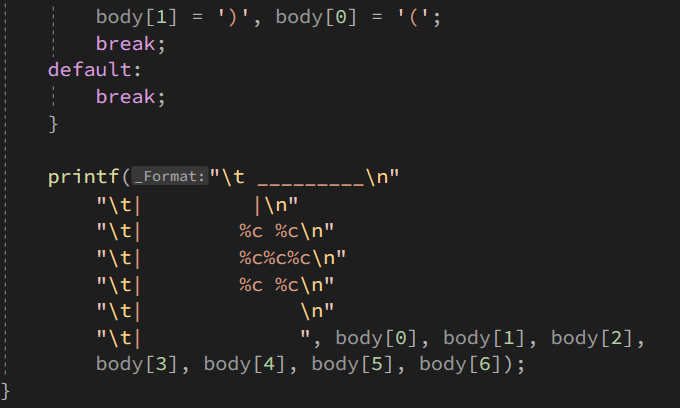 body[1] = ')', body[0] = '(';
        break;
    default:
        break;
    }

    printf(_Format:"\t _________\n"
        "\t|         |\n"
        "\t|        %c %c\n"
        "\t|        %c%c%c\n"
        "\t|        %c %c\n"
        "\t|             \n"
        "\t|             ", body[0], body[1], body[2],
        body[3], body[4], body[5], body[6]);
}